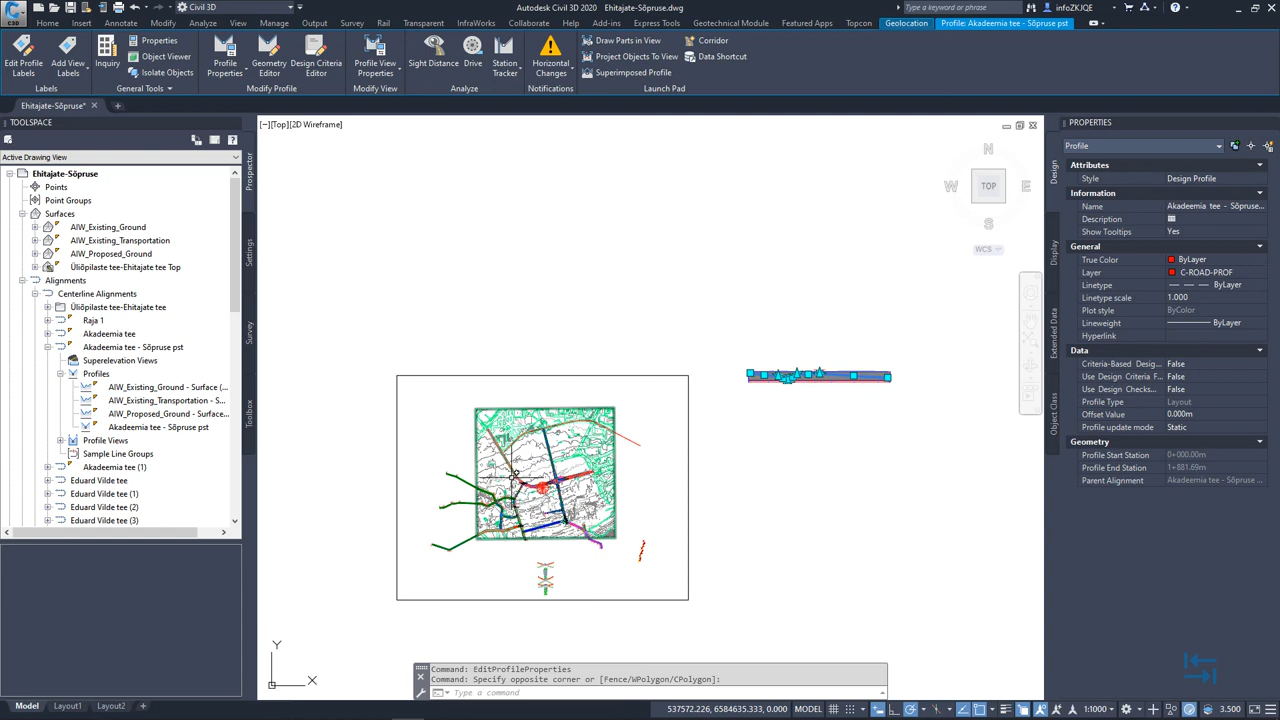 Civil 3D
Autodesk Civil 3D 2020 Ehitajate-Sõpruse.dwg
Type a keyword or phrase
infoZKJQE
C3D
Home Insert Annotate Modify Analyze View Manage Output Survey Rail Transparent InfraWorks Collaborate Help Add-ins Express Tools Geotechnical Module Featured Apps Topcon Geolocation Profile: Akadeemia tee - Sõpruse pst
Edit Profile Labels
Add View Labels
Labels
Inquiry
Properties
Object Viewer
Isolate Objects
General Tools
Profile Properties
Geometry Editor
Design Criteria Editor
Modify Profile
Profile View Properties
Modify View
Sight Distance
Drive
Station Tracker
Analyze
Horizontal Changes
Notifications
Draw Parts in View
Project Objects To View
Superimposed Profile
Corridor
Data Shortcut
Launch Pad
Ehitajate-Sõpruse*
TOOLSPACE
Active Drawing View
Ehitajate-Sõpruse
Points
Point Groups
Surfaces
AIW_Existing_Ground
AIW_Existing_Transportation
AIW_Proposed_Ground
Üliõpilaste tee-Ehitajate tee Top
Alignments
Centerline Alignments
Üliõpilaste tee-Ehitajate tee
Raja 1
Akadeemia tee
Akadeemia tee - Sõpruse pst
Superelevation Views
Profiles
AIW_Existing_Ground - Surface (...
AIW_Existing_Transportation - S...
AIW_Proposed_Ground - Surface...
Akadeemia tee - Sõpruse pst
Profile Views
Sample Line Groups
Akadeemia tee (1)
Eduard Vilde tee
Eduard Vilde tee (1)
Eduard Vilde tee (2)
Eduard Vilde tee (3)
Prospector
Settings
Survey
Toolbox
[−][Top][2D Wireframe]
N
W TOP E
S
WCS
Y
X
Command: EditProfileProperties
Command: Specify opposite corner or [Fence/WPolygon/CPolygon]:
Type a command
PROPERTIES
Profile
Design
Display
Extended Data
Object Class
Attributes
Style Design Profile
Information
Name Akadeemia tee - Sõpruse...
Description
Show Tooltips Yes
General
True Color ByLayer
Layer C-ROAD-PROF
Linetype ByLayer
Linetype scale 1.000
Plot style ByColor
Lineweight ByLayer
Hyperlink
Data
Criteria-Based Desig... False
Use Design Criteria F... False
Use Design Checks... False
Profile Type Layout
Offset Value 0.000m
Profile update mode Static
Geometry
Profile Start Station 0+000.00m
Profile End Station 1+881.69m
Parent Alignment Akadeemia tee - Sõpruse ...
Model Layout1 Layout2 +
537572.226, 6584635.333, 0.000 MODEL 1:1000 3.500